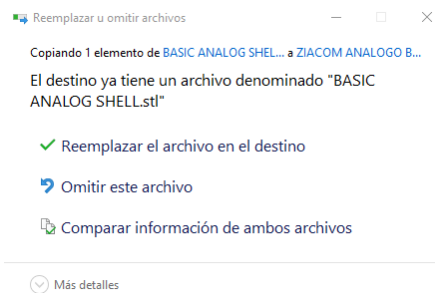 Reemplazar u omitir archivos
Copiando 1 elemento de BASIC ANALOG SHEL... a ZIACOM ANALOGO B...
El destino ya tiene un archivo denominado "BASIC
ANALOG SHELL.stl"
Reemplazar el archivo en el destino
Omitir este archivo
Comparar información de ambos archivos
Más detalles